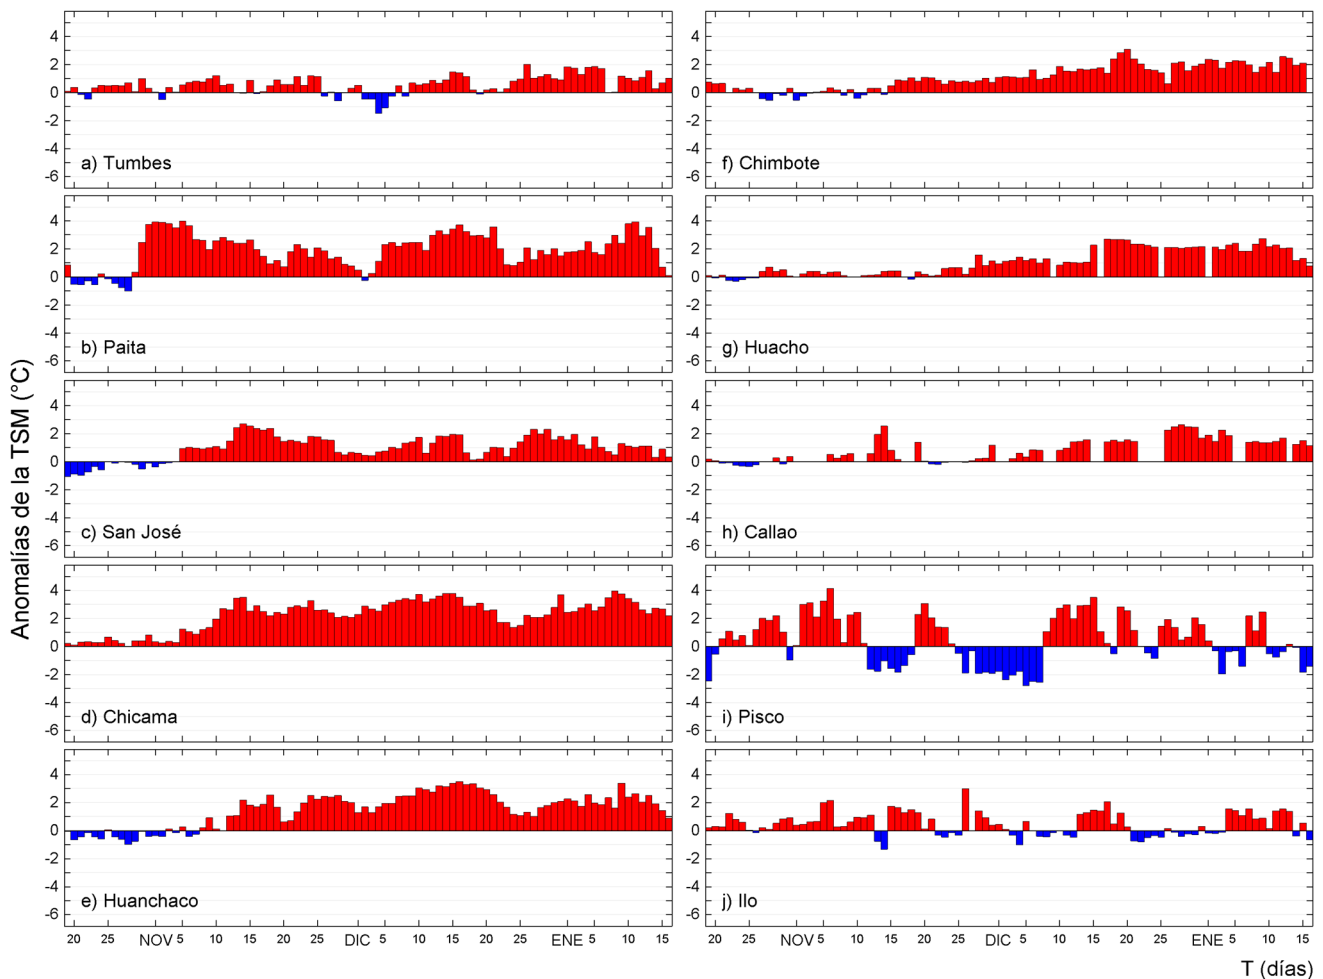 4 2 0 -2 -4 -6 a) Tumbes
4 2 0 -2 -4 -6 b) Paita
4 2 0 -2 -4 -6 c) San José
4 2 0 -2 -4 -6 d) Chicama
4 2 0 -2 -4 -6 e) Huanchaco
20 25 NOV 5 10 15 20 25 DIC 5 10 15 20 25 ENE 5 10 15
4 2 0 -2 -4 -6 f) Chimbote
4 2 0 -2 -4 -6 g) Huacho
4 2 0 -2 -4 -6 h) Callao
4 2 0 -2 -4 -6 i) Pisco
4 2 0 -2 -4 -6 j) Ilo
20 25 NOV 5 10 15 20 25 DIC 5 10 15 20 25 ENE 5 10 15
Anomalías de la TSM (°C)
T (días)